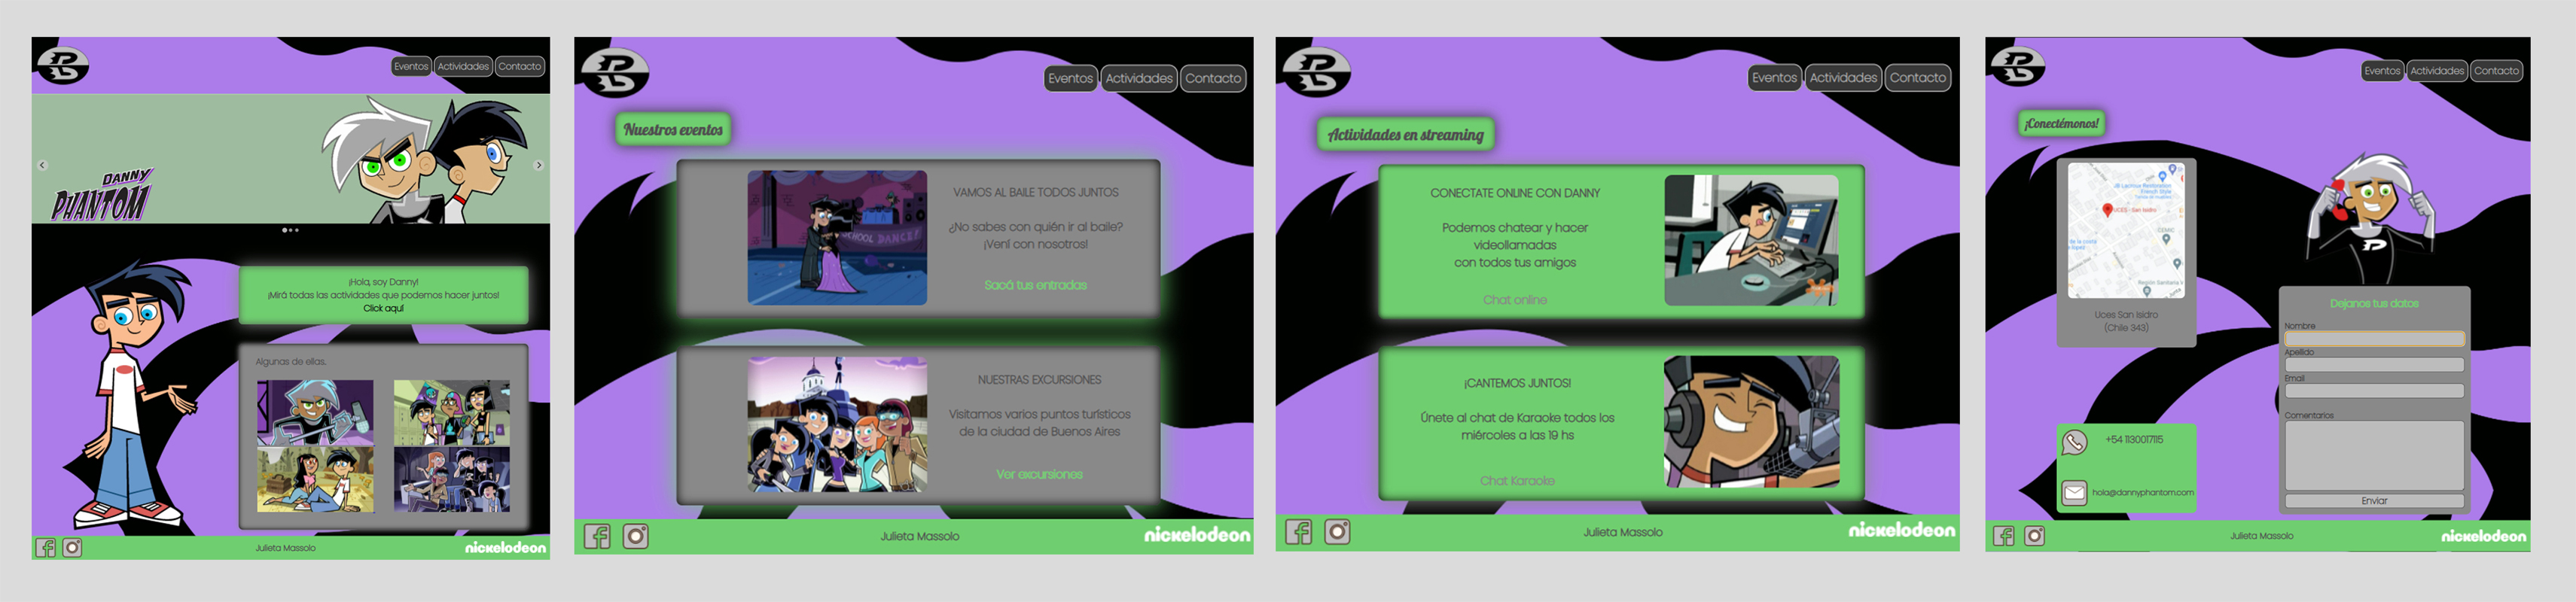 Eventos Actividades Contacto
DANNY
PHANTOM
¡Hola, soy Danny!
¡Mirá todas las actividades que podemos hacer juntos!
Click aquí
Algunas de ellas.
Julieta Massolo
nickelodeon
Eventos Actividades Contacto
Nuestros eventos
SCHOOL DANCE!
VAMOS AL BAILE TODOS JUNTOS
¿No sabes con quién ir al baile?
¡Vení con nosotros!
Sacá tus entradas
NUESTRAS EXCURSIONES
Visitamos varios puntos turísticos
de la ciudad de Buenos Aires
Ver excursiones
Julieta Massolo
nickelodeon
Eventos Actividades Contacto
Actividades en streaming
CONECTATE ONLINE CON DANNY
Podemos chatear y hacer
videollamadas
con todos tus amigos
Chat online
¡CANTEMOS JUNTOS!
Únete al chat de Karaoke todos los
miércoles a las 19 hs
Chat Karaoke
Julieta Massolo
nickelodeon
Eventos Actividades Contacto
¡Conectémonos!
UCES - San Isidro
CEMIC
Uces San Isidro
(Chile 343)
+54 1130017115
hola@dannyphantom.com
Dejanos tus datos
Nombre
Apellido
Email
Comentarios
Enviar
Julieta Massolo
nickelodeon